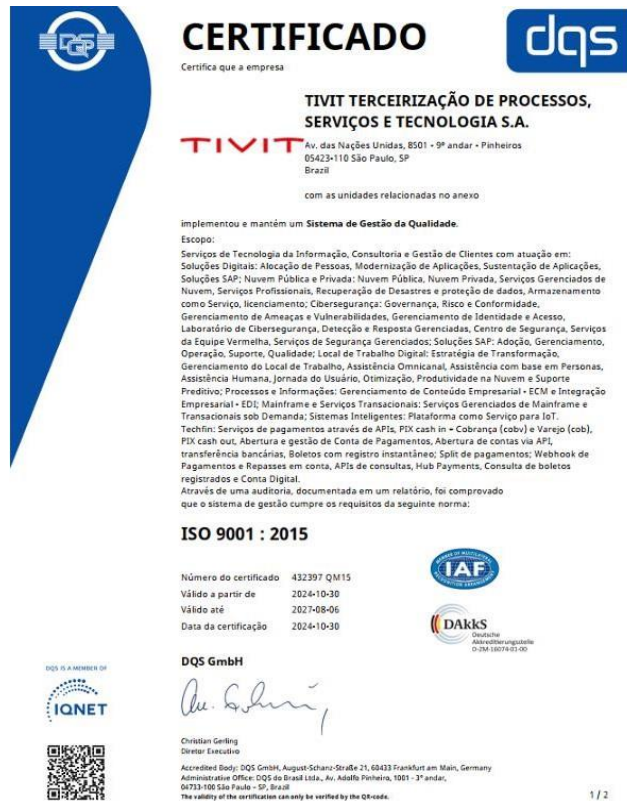 DQS
CERTIFICADO
dqs
Certifica que a empresa
TIVIT TERCEIRIZAÇÃO DE PROCESSOS,
SERVIÇOS E TECNOLOGIA S.A.
TIVIT
Av. das Nações Unidas, 8501 - 9º andar - Pinheiros
05423-110 São Paulo, SP
Brazil
com as unidades relacionadas no anexo
implementou e mantém um Sistema de Gestão da Qualidade.
Escopo:
Serviços de Tecnologia da Informação, Consultoria e Gestão de Clientes com atuação em:
Soluções Digitais: Alocação de Pessoas, Modernização de Aplicações, Sustentação de Aplicações,
Soluções SAP; Nuvem Pública e Privada: Nuvem Pública, Nuvem Privada, Serviços Gerenciados de
Nuvem, Serviços Profissionais, Recuperação de Desastres e proteção de dados, Armazenamento
como Serviço, licenciamento; Cibersegurança: Governança, Risco e Conformidade,
Gerenciamento de Ameaças e Vulnerabilidades, Gerenciamento de Identidade e Acesso,
Laboratório de Cibersegurança, Detecção e Resposta Gerenciadas, Centro de Segurança, Serviços
da Equipe Vermelha, Serviços de Segurança Gerenciados; Soluções SAP: Adoção, Gerenciamento,
Operação, Suporte, Qualidade; Local de Trabalho Digital: Estratégia de Transformação,
Gerenciamento do Local de Trabalho, Assistência Omnicanal, Assistência com base em Personas,
Assistência Humana, Jornada do Usuário, Otimização, Produtividade na Nuvem e Suporte
Preditivo; Processos e Informações: Gerenciamento de Conteúdo Empresarial - ECM e Integração
Empresarial - EDI; Mainframe e Serviços Transacionais: Serviços Gerenciados de Mainframe e
Transacionais sob Demanda; Sistemas Inteligentes: Plataforma como Serviço para IoT.
Techfin: Serviços de pagamentos através de APIs, PIX cash in - Cobrança (cobv) e Varejo (cob),
PIX cash out, Abertura e gestão de Conta de Pagamentos, Abertura de contas via API,
transferência bancárias, Boletos com registro instantâneo; Split de pagamentos; Webhook de
Pagamentos e Repasses em conta, APIs de consultas, Hub Payments, Consulta de boletos
registrados e Conta Digital.
Através de uma auditoria, documentada em um relatório, foi comprovado
que o sistema de gestão cumpre os requisitos da seguinte norma:
ISO 9001 : 2015
Número do certificado 432397 QM15
Válido a partir de 2024-10-30
Válido até 2027-08-06
Data da certificação 2024-10-30
MEMBER OF MULTILATERAL
RECOGNITION ARRANGEMENT
IAF
DAkkS
Deutsche
Akkreditierungsstelle
D-ZM-16074-01-00
DQS GmbH
DQS IS A MEMBER OF
IQNET
Christian Gerling
Diretor Executivo
Accredited Body: DQS GmbH, August-Schanz-Straße 21, 60433 Frankfurt am Main, Germany
Administrative Office: DQS do Brasil Ltda., Av. Adolfo Pinheiro, 1001 - 3º andar,
04733-100 São Paulo - SP, Brazil
The validity of the certification can only be verified by the QR-code.
1 / 2